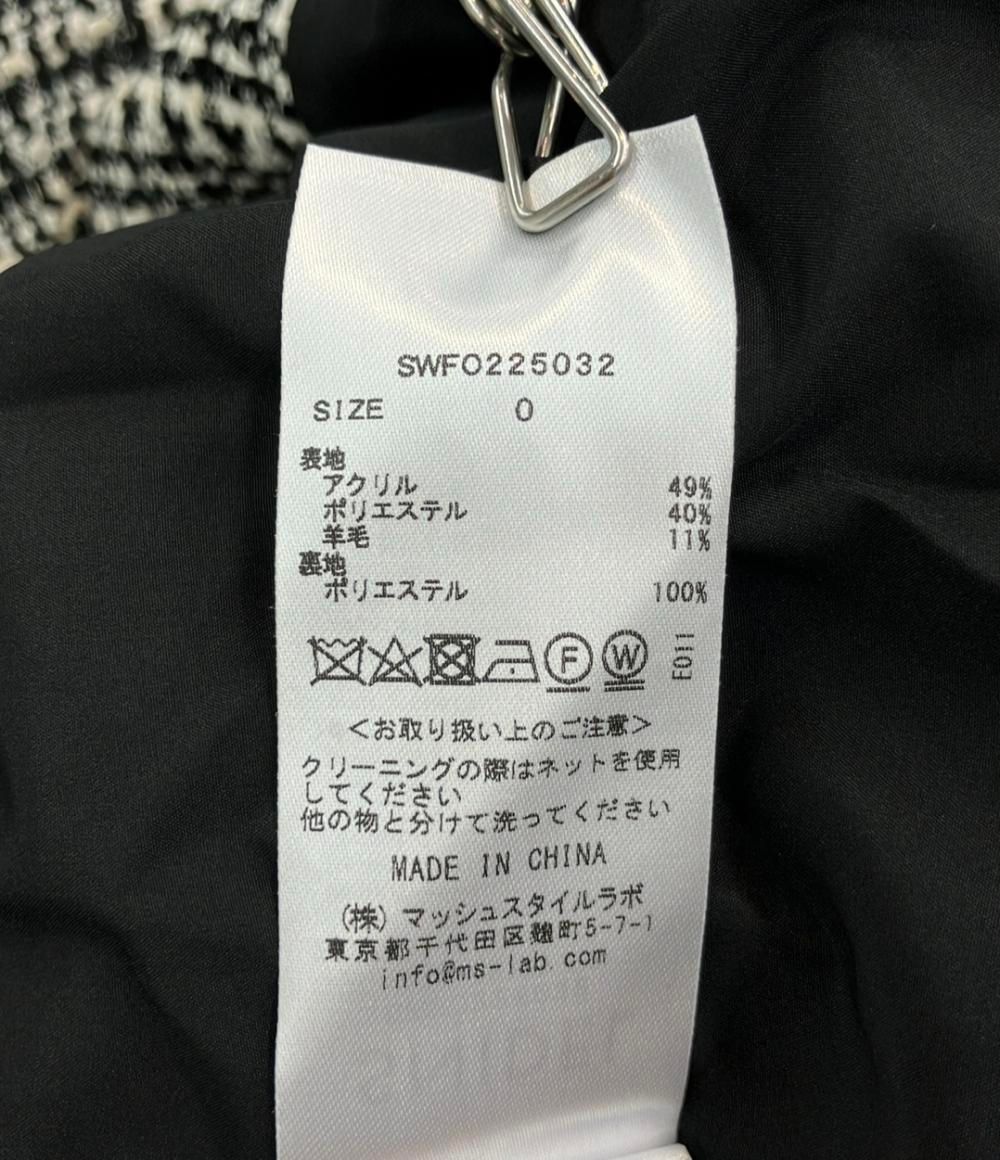 SWFO225032
SIZE 0
表地
アクリル 49%
ポリエステル 40%
羊毛 11%
裏地
ポリエステル 100%
F W E011
<お取り扱い上のご注意>
クリーニングの際はネットを使用
してください
他の物と分けて洗ってください
MADE IN CHINA
(株) マッシュスタイルラボ
東京都千代田区麹町5-7-1
info@ms-lab.com